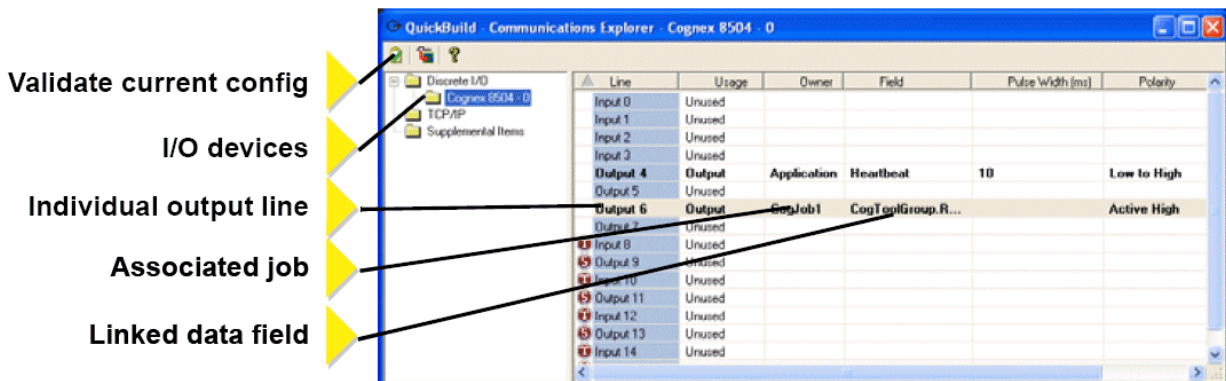 QuickBuild - Communications Explorer - Cognex 8504 - 0
Validate current config
I/O devices
Individual output line
Associated job
Linked data field
Discrete I/O
Cognex 8504 - 0
TCP/IP
Supplemental Items
Line Usage Owner Field Pulse Width (ms) Polarity
Input 0 Unused
Input 1 Unused
Input 2 Unused
Input 3 Unused
Output 4 Output Application Heartbeat 10 Low to High
Output 5 Unused
Output 6 Output CogJob1 CogToolGroup.R... Active High
Output 7 Unused
Input 8 Unused
Output 9 Unused
Input 10 Unused
Output 11 Unused
Input 12 Unused
Output 13 Unused
Input 14 Unused